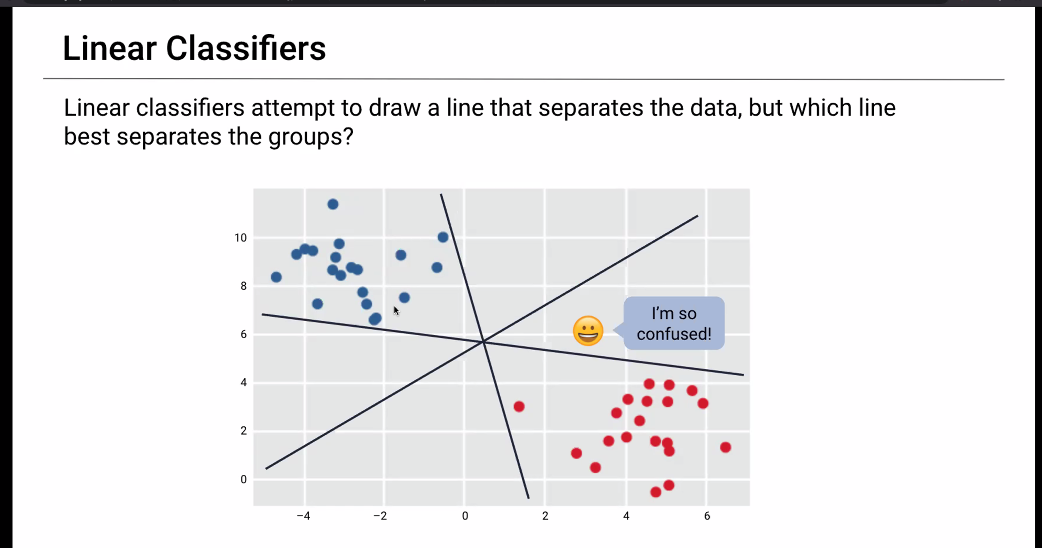 Linear Classifiers
Linear classifiers attempt to draw a line that separates the data, but which line
best separates the groups?
10
8
6
4
2
0
I'm so
confused!
−4
−2
0
2
4
6